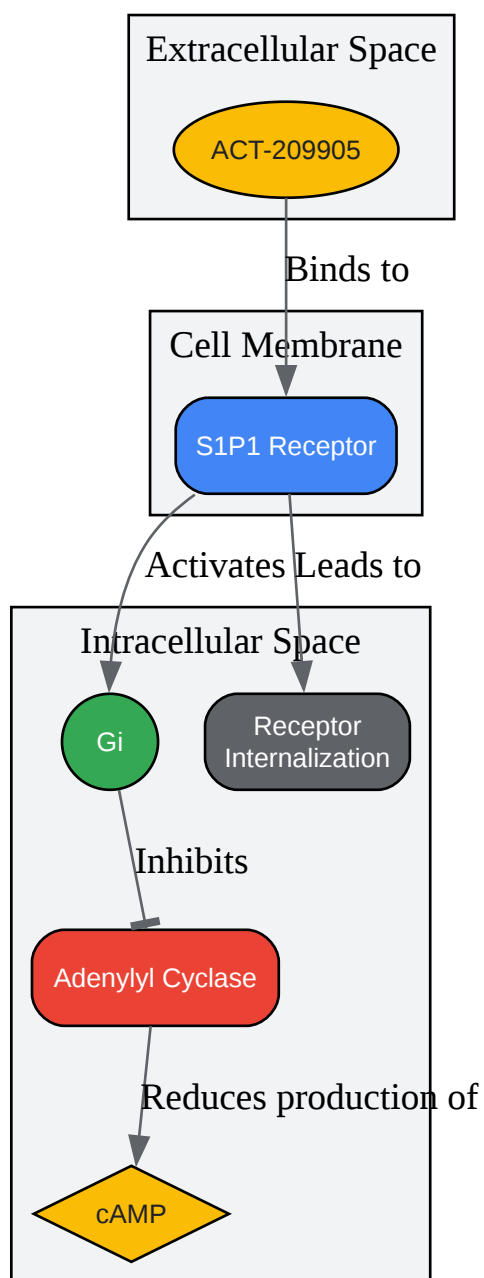 Extracellular Space
ACT-209905
Binds to
Cell Membrane
S1P1 Receptor
Activates
Leads to
Intracellular Space
Gi
Receptor
Internalization
Inhibits
Adenylyl Cyclase
Reduces production of
cAMP